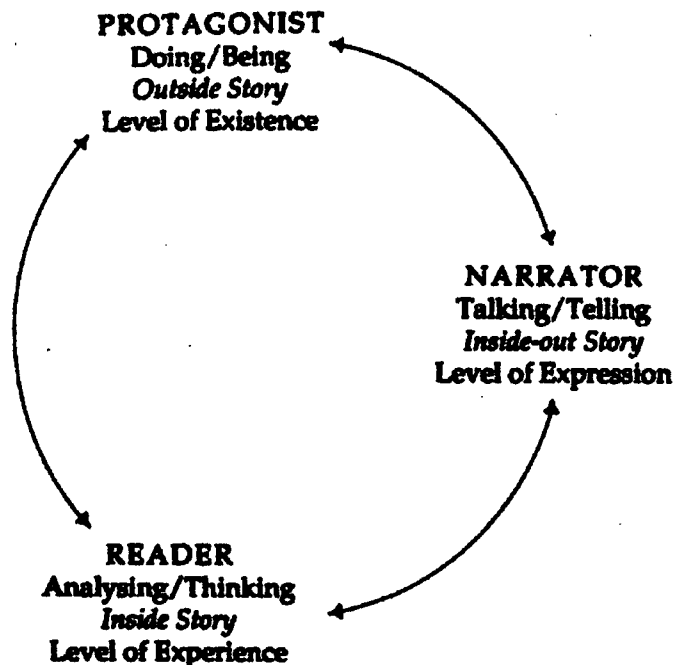 PROTAGONIST
Doing/Being
Outside Story
Level of Existence
NARRATOR
Talking/Telling
Inside-out Story
Level of Expression
READER
Analysing/Thinking
Inside Story
Level of Experience